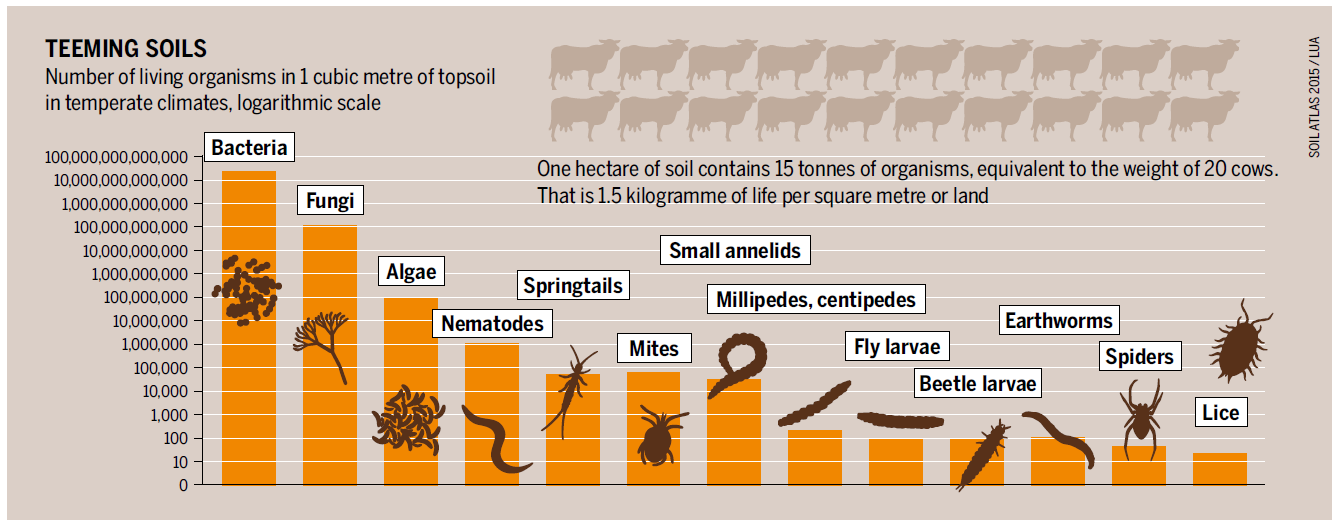 TEEMING SOILS
Number of living organisms in 1 cubic metre of topsoil
in temperate climates, logarithmic scale
SOIL ATLAS 2015 / LUA
One hectare of soil contains 15 tonnes of organisms, equivalent to the weight of 20 cows.
That is 1.5 kilogramme of life per square metre or land
100,000,000,000,000
10,000,000,000,000
1,000,000,000,000
100,000,000,000
10,000,000,000
1,000,000,000
100,000,000
10,000,000
1,000,000
100,000
10,000
1,000
100
10
0
Bacteria
Fungi
Algae
Nematodes
Springtails
Mites
Small annelids
Millipedes, centipedes
Fly larvae
Beetle larvae
Earthworms
Spiders
Lice